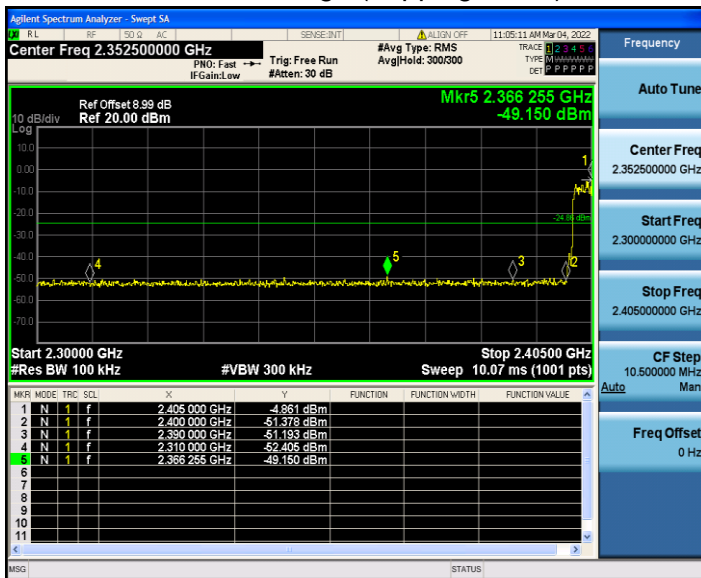 Agilent Spectrum Analyzer - Swept SA
RL RF 50 Ω AC SENSE:INT ALIGN OFF 11:05:11 AM Mar 04, 2022
Center Freq 2.352500000 GHz
PNO: Fast
IFGain:Low
Trig: Free Run
#Atten: 30 dB
#Avg Type: RMS
Avg|Hold: 300/300
TRACE 1 2 3 4 5 6
TYPE M
DET P P P P P P
Ref Offset 8.99 dB
Ref 20.00 dBm
10 dB/div
Log
Mkr5 2.366 255 GHz
-49.150 dBm
10.0
0.00
-10.0
-20.0
-30.0
-40.0
-50.0
-60.0
-70.0
1
-24.86 dBm
4
5
3
2
Start 2.30000 GHz Stop 2.40500 GHz
#Res BW 100 kHz #VBW 300 kHz Sweep 10.07 ms (1001 pts)
MKR MODE TRC SCL X Y FUNCTION FUNCTION WIDTH FUNCTION VALUE
1 N 1 f 2.405 000 GHz -4.861 dBm
2 N 1 f 2.400 000 GHz -51.378 dBm
3 N 1 f 2.390 000 GHz -51.193 dBm
4 N 1 f 2.310 000 GHz -52.405 dBm
5 N 1 f 2.366 255 GHz -49.150 dBm
6
7
8
9
10
11
MSG STATUS
Frequency
Auto Tune
Center Freq
2.352500000 GHz
Start Freq
2.300000000 GHz
Stop Freq
2.405000000 GHz
CF Step
10.500000 MHz
Auto Man
Freq Offset
0 Hz